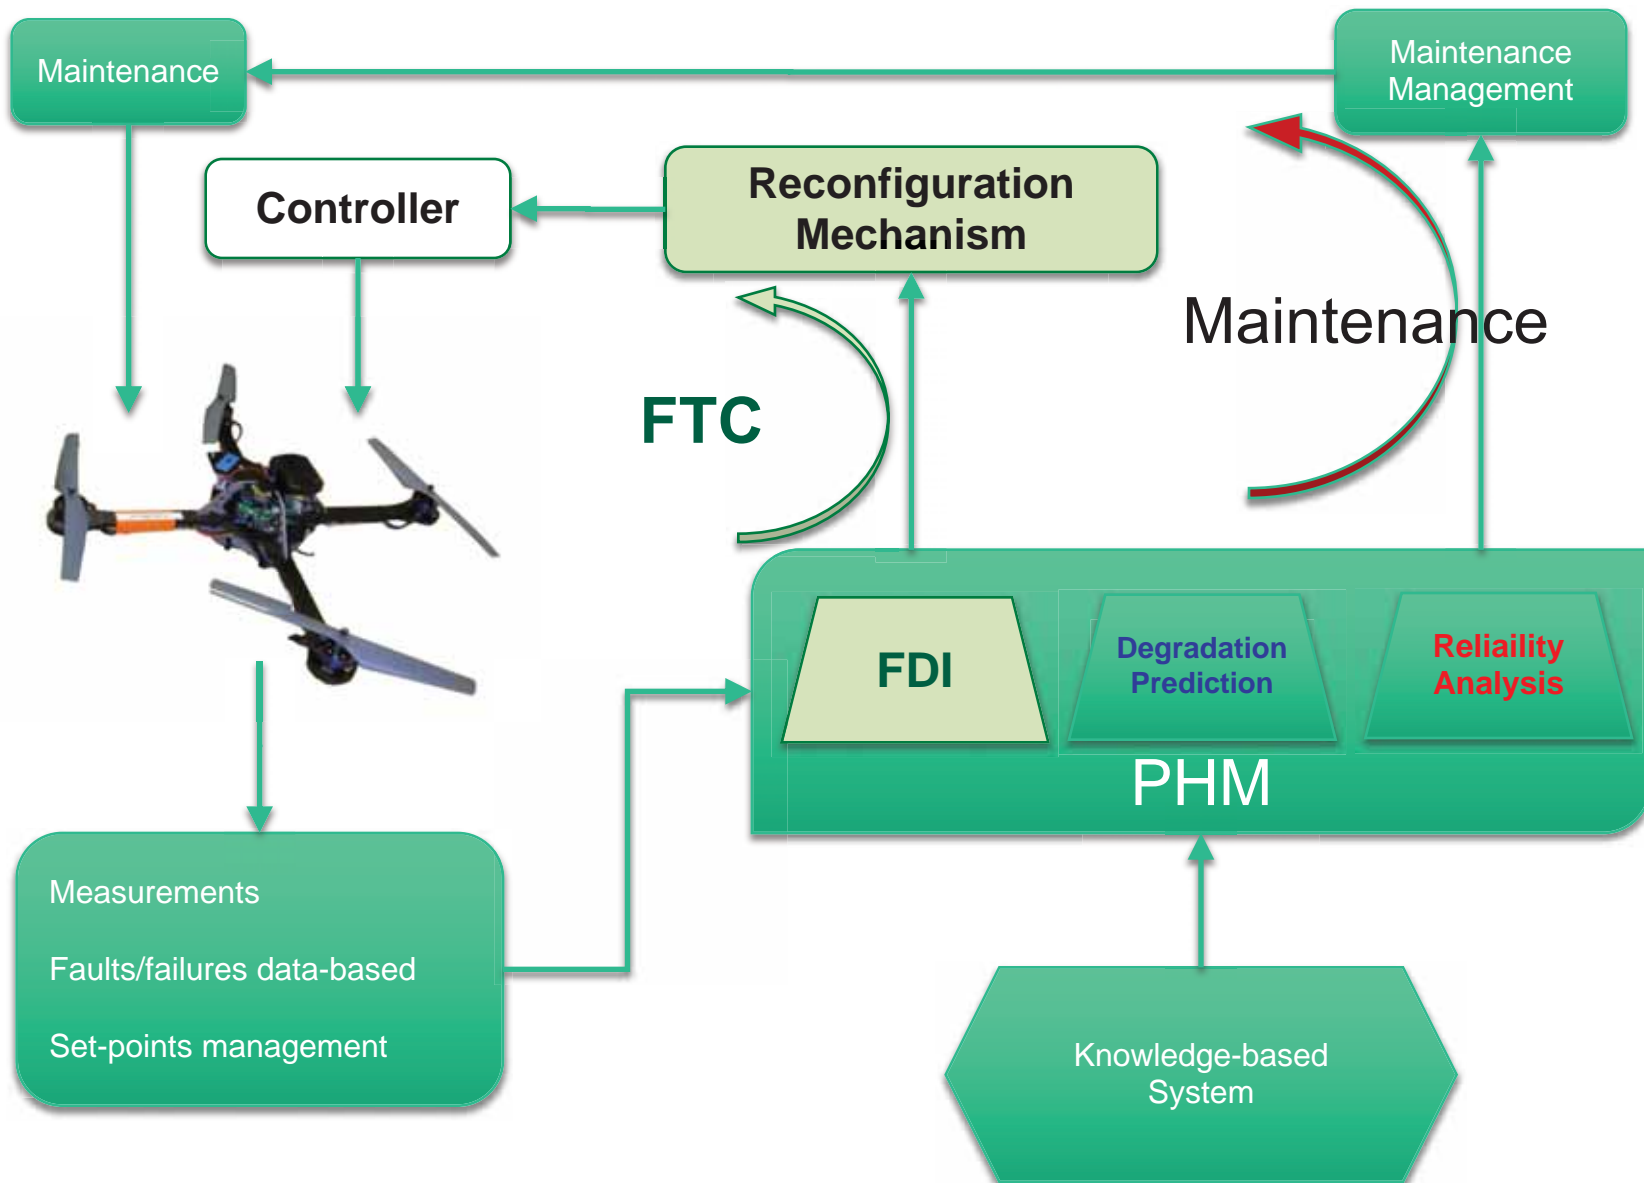 Maintenance
Maintenance
Management
Controller
Reconfiguration
Mechanism
Maintenance
FTC
FDI
Degradation
Prediction
Reliaility
Analysis
PHM
Measurements
Faults/failures data-based
Set-points management
Knowledge-based
System